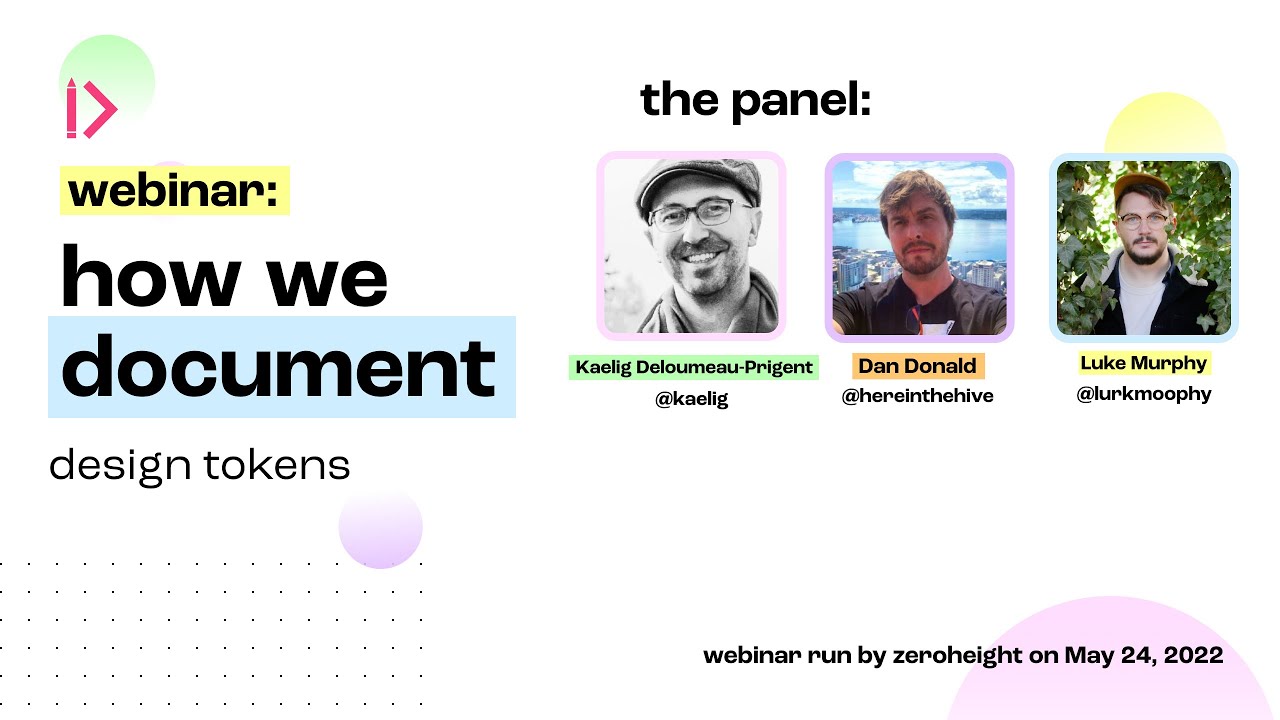 webinar:
how we
document
design tokens
the panel:
Kaelig Deloumeau-Prigent
@kaelig
Dan Donald
@hereinthehive
Luke Murphy
@lurkmoophy
webinar run by zeroheight on May 24, 2022